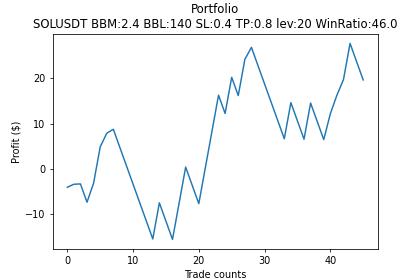 Portfolio
SOLUSDT BBM:2.4 BBL:140 SL:0.4 TP:0.8 lev:20 WinRatio:46.0
Profit ($)
20
10
0
−10
0
10
20
30
40
Trade counts